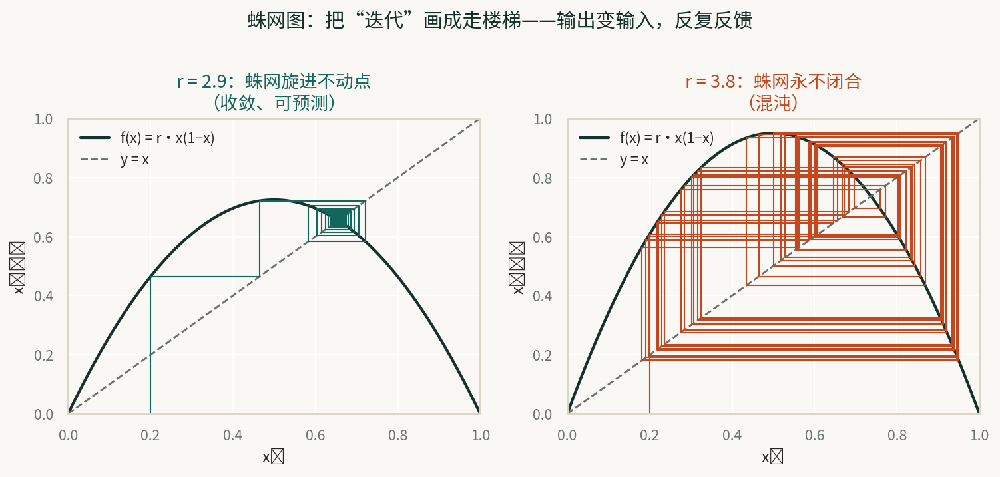 蛛网图：把“迭代”画成走楼梯——输出变输入，反复反馈
r = 2.9：蛛网旋进不动点
（收敛、可预测）
f(x) = r·x(1−x)
y = x
1.0
0.8
0.6
0.4
0.2
0.0
0.0 0.2 0.4 0.6 0.8 1.0
x
x
r = 3.8：蛛网永不闭合
（混沌）
f(x) = r·x(1−x)
y = x
1.0
0.8
0.6
0.4
0.2
0.0
0.0 0.2 0.4 0.6 0.8 1.0
x
x